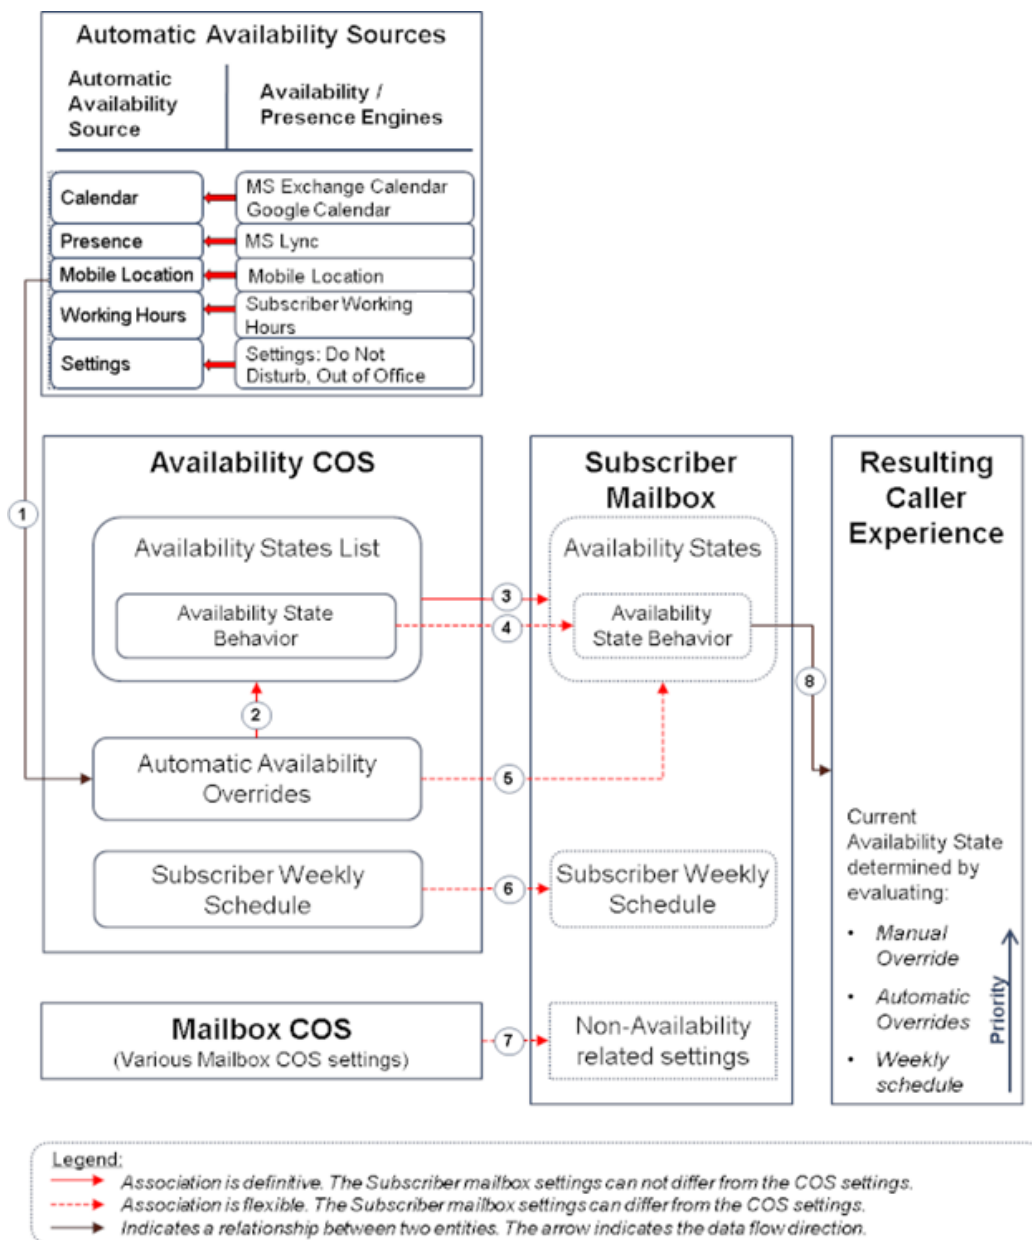 Automatic Availability Sources
Automatic
Availability
Source
Availability /
Presence Engines
Calendar
MS Exchange Calendar
Google Calendar
Presence
MS Lync
Mobile Location
Mobile Location
Working Hours
Subscriber Working
Hours
Settings
Settings: Do Not
Disturb, Out of Office
1
Availability COS
Availability States List
Availability State
Behavior
2
Automatic Availability
Overrides
Subscriber Weekly
Schedule
Mailbox COS
(Various Mailbox COS settings)
3
4
5
6
7
Subscriber
Mailbox
Availability States
Availability
State Behavior
Subscriber Weekly
Schedule
Non-Availability
related settings
8
Resulting
Caller
Experience
Current
Availability State
determined by
evaluating:
• Manual
Override
• Automatic
Overrides
• Weekly
schedule
Priority
Legend:
Association is definitive. The Subscriber mailbox settings can not differ from the COS settings.
Association is flexible. The Subscriber mailbox settings can differ from the COS settings.
Indicates a relationship between two entities. The arrow indicates the data flow direction.